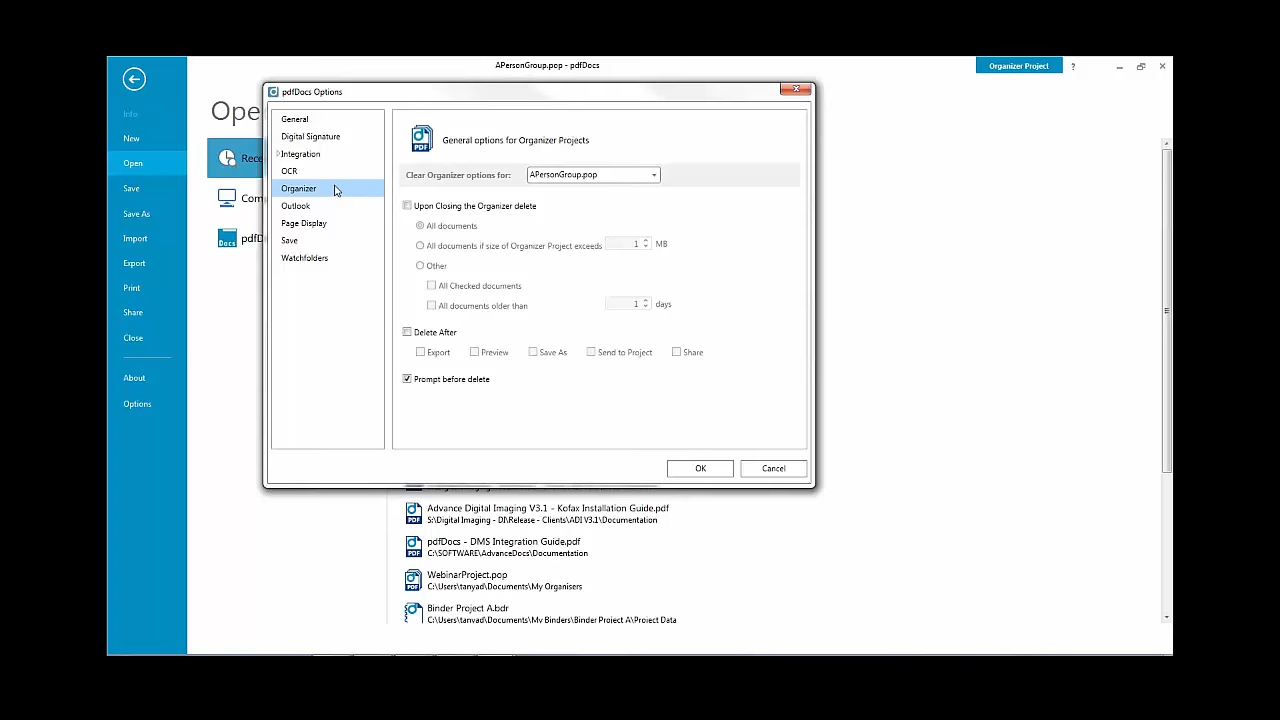 APersonGroup.pop - pdfDocs
Organizer Project
?
Info
New
Open
Save
Save As
Import
Export
Print
Share
Close
About
Options
pdfDocs Options
General
Digital Signature
Integration
OCR
Organizer
Outlook
Page Display
Save
Watchfolders
General options for Organizer Projects
Clear Organizer options for: APersonGroup.pop
Upon Closing the Organizer delete
All documents
All documents if size of Organizer Project exceeds 1 MB
Other
All Checked documents
All documents older than 1 days
Delete After
Export Preview Save As Send to Project Share
Prompt before delete
OK Cancel
PDF Advance Digital Imaging V3.1 - Kofax Installation Guide.pdf
S:\Digital Imaging - DI\Release - Clients\ADI V3.1\Documentation
PDF pdfDocs - DMS Integration Guide.pdf
C:\SOFTWARE\AdvanceDocs\Documentation
PDF WebinarProject.pop
C:\Users\tanyad\Documents\My Organisers
Binder Project A.bdr
C:\Users\tanyad\Documents\My Binders\Binder Project A\Project Data